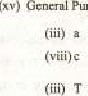 (xv) General Pur
(iii) a
(viii) c
(iii) T